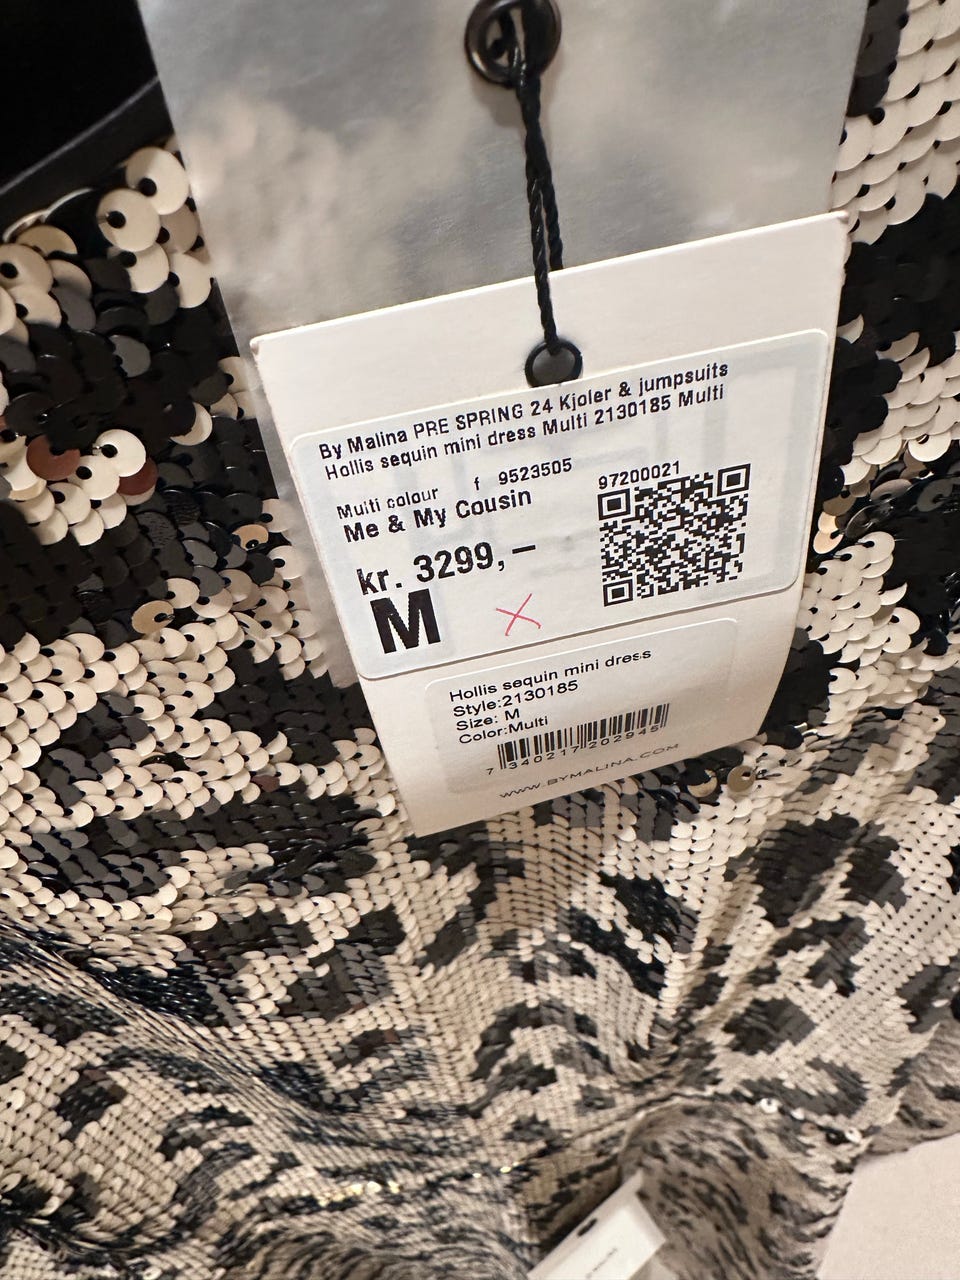 By Malina PRE SPRING 24 Kjoler & jumpsuits
Hollis sequin mini dress Multi 2130185 Multi
Multi colour f 9523505
Me & My Cousin
97200021
kr. 3299,–
M
Hollis sequin mini dress
Style:2130185
Size: M
Color:Multi
7 340217 202945
WWW.BYMALINA.COM